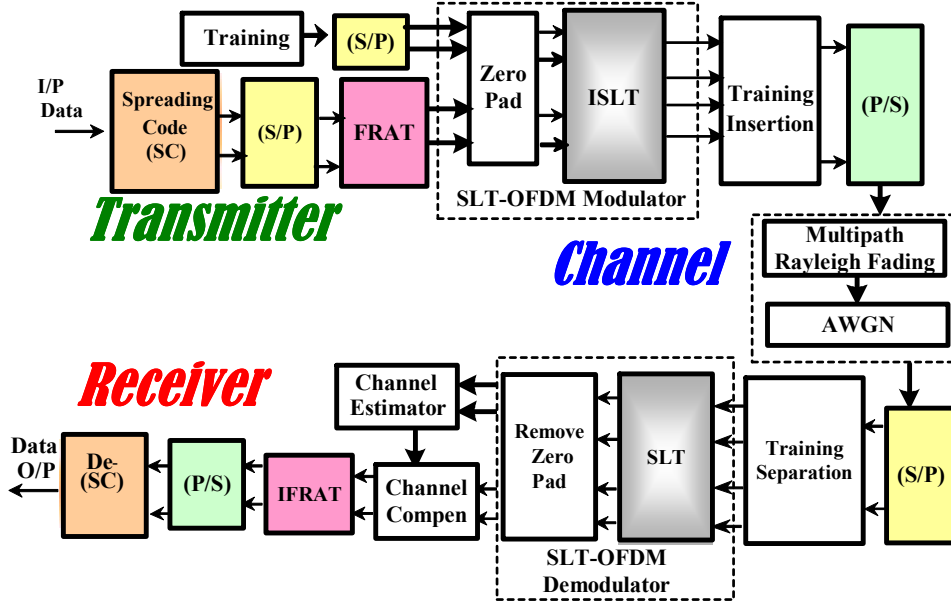 Training
(S/P)
I/P
Data
Spreading
Code
(SC)
(S/P)
FRAT
Zero
Pad
ISLT
SLT-OFDM Modulator
Training
Insertion
(P/S)
Transmitter
Channel
Multipath
Rayleigh Fading
AWGN
Receiver
Data
O/P
De-
(SC)
(P/S)
IFRAT
Channel
Estimator
Channel
Compen
Remove
Zero
Pad
SLT
SLT-OFDM
Demodulator
Training
Separation
(S/P)